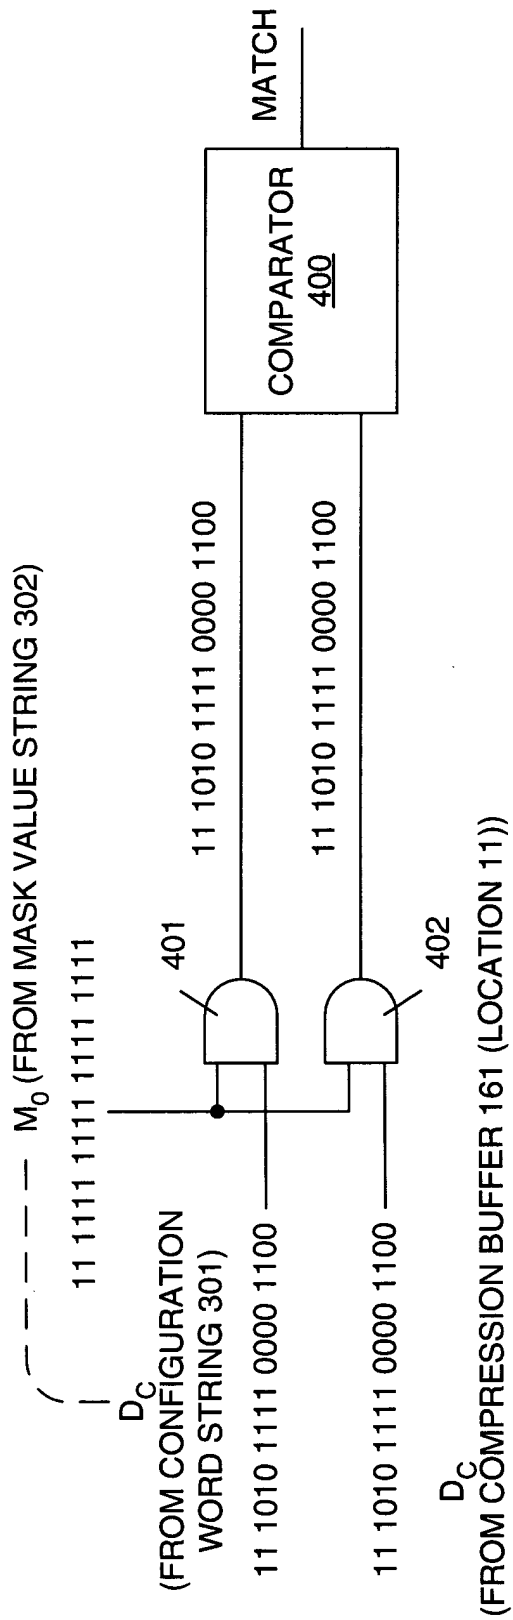 M0 (FROM MASK VALUE STRING 302)
11 1111 1111 1111 1111
DC
(FROM CONFIGURATION
WORD STRING 301)
11 1010 1111 0000 1100
401
11 1010 1111 0000 1100
COMPARATOR
400
MATCH
11 1010 1111 0000 1100
402
11 1010 1111 0000 1100
DC
(FROM COMPRESSION BUFFER 161 (LOCATION 11))